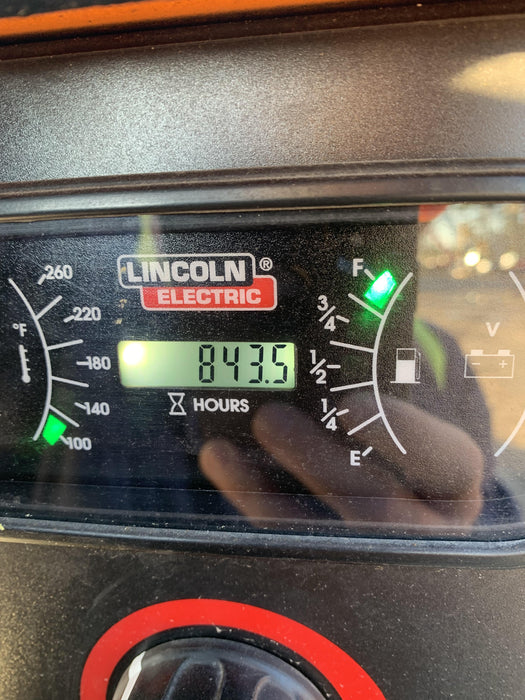 LINCOLN®
ELECTRIC
843.5
HOURS
°F
260
220
180
140
100
F
3/4
1/2
1/4
E
V
- +